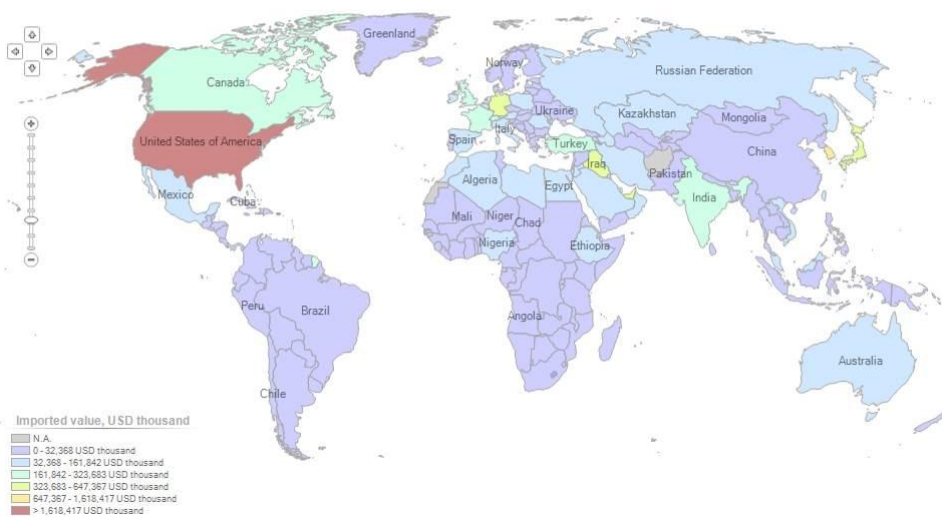 Greenland
Norway
Russian Federation
Canada
Ukraine
Kazakhstan
Mongolia
Italy
Spain
Turkey
United States of America
Iraq
China
Pakistan
Algeria
Egypt
India
Mexico
Cuba
Mali
Niger
Chad
Nigeria
Ethiopia
Peru
Brazil
Angola
Australia
Chile
Imported value, USD thousand
N.A.
0 - 32,368 USD thousand
32,368 - 161,842 USD thousand
161,842 - 323,683 USD thousand
323,683 - 647,367 USD thousand
647,367 - 1,618,417 USD thousand
> 1,618,417 USD thousand